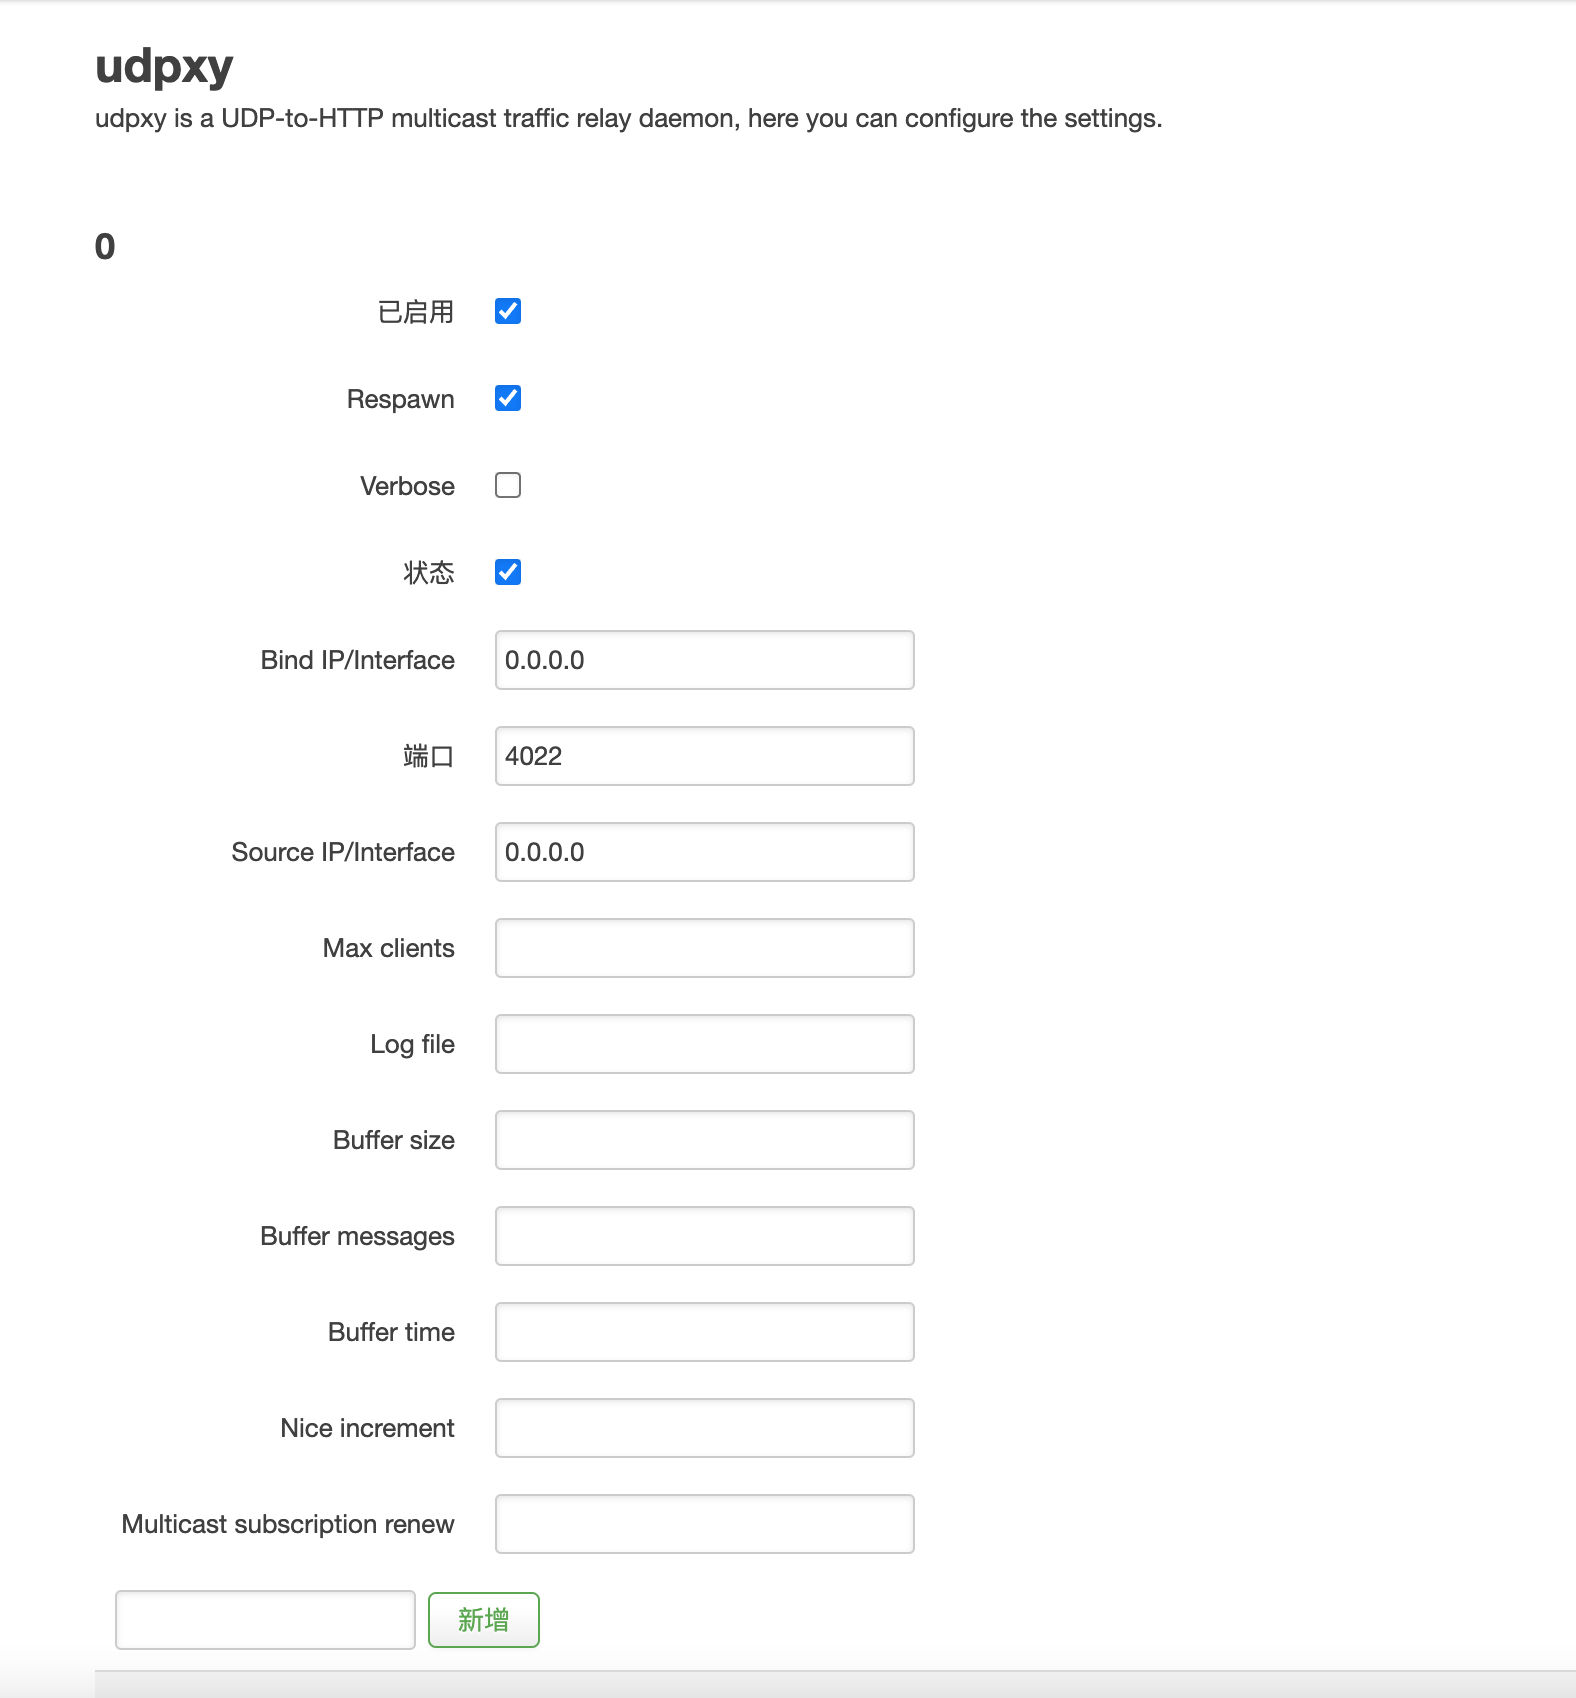 udpxy
udpxy is a UDP-to-HTTP multicast traffic relay daemon, here you can configure the settings.
0
已启用
Respawn
Verbose
状态
Bind IP/Interface 0.0.0.0
端口 4022
Source IP/Interface 0.0.0.0
Max clients
Log file
Buffer size
Buffer messages
Buffer time
Nice increment
Multicast subscription renew
新增